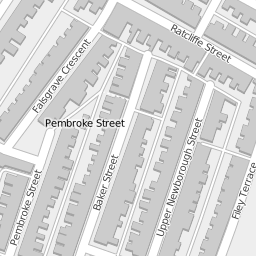 Ratcliffe Street
Falsgrave Crescent
Pembroke Street
Upper Newborough Street
Baker Street
Pembroke Street
Filey Terrace